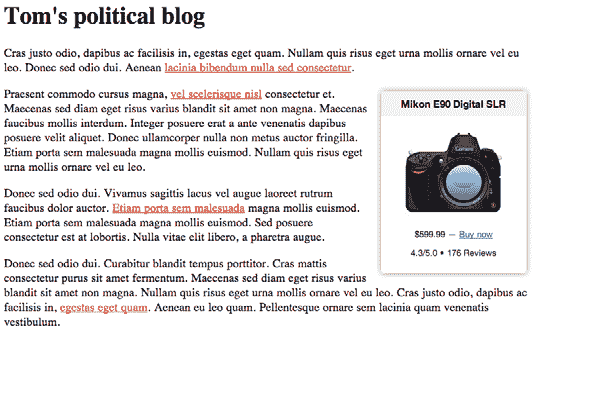 Tom's political blog
Cras justo odio, dapibus ac facilisis in, egestas eget quam. Nullam quis risus eget urna mollis ornare vel eu
leo. Donec sed odio dui. Aenean lacinia bibendum nulla sed consectetur.
Praesent commodo cursus magna, vel scelerisque nisl consectetur et.
Maecenas sed diam eget risus varius blandit sit amet non magna. Maecenas
faucibus mollis interdum. Integer posuere erat a ante venenatis dapibus
posuere velit aliquet. Donec ullamcorper nulla non metus auctor fringilla.
Etiam porta sem malesuada magna mollis euismod. Nullam quis risus eget
urna mollis ornare vel eu leo.
Mikon E90 Digital SLR
$599.99 – Buy now
4.3/5.0 • 176 Reviews
Donec sed odio dui. Vivamus sagittis lacus vel augue laoreet rutrum
faucibus dolor auctor. Etiam porta sem malesuada magna mollis euismod.
Etiam porta sem malesuada magna mollis euismod. Sed posuere
consectetur est at lobortis. Nulla vitae elit libero, a pharetra augue.
Donec sed odio dui. Curabitur blandit tempus porttitor. Cras mattis
consectetur purus sit amet fermentum. Maecenas sed diam eget risus varius
blandit sit amet non magna. Nullam quis risus eget urna mollis ornare vel eu leo. Cras justo odio, dapibus ac
facilisis in, egestas eget quam. Aenean eu leo quam. Pellentesque ornare sem lacinia quam venenatis
vestibulum.